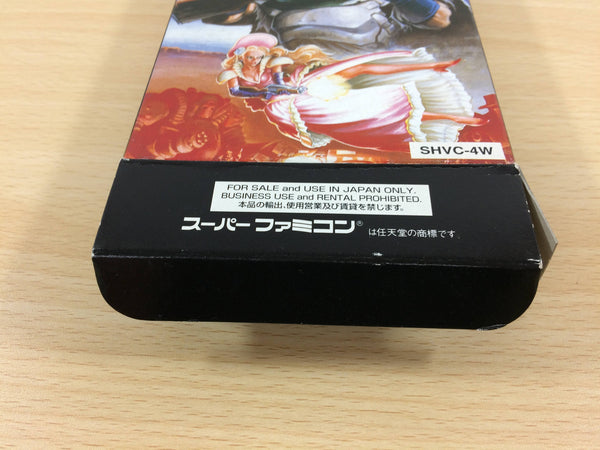 SHVC-4W
FOR SALE and USE IN JAPAN ONLY.
BUSINESS USE and RENTAL PROHIBITED.
本品の輸出、使用営業及び賃貸を禁じます。
スーパーファミコン® は任天堂の商標です。